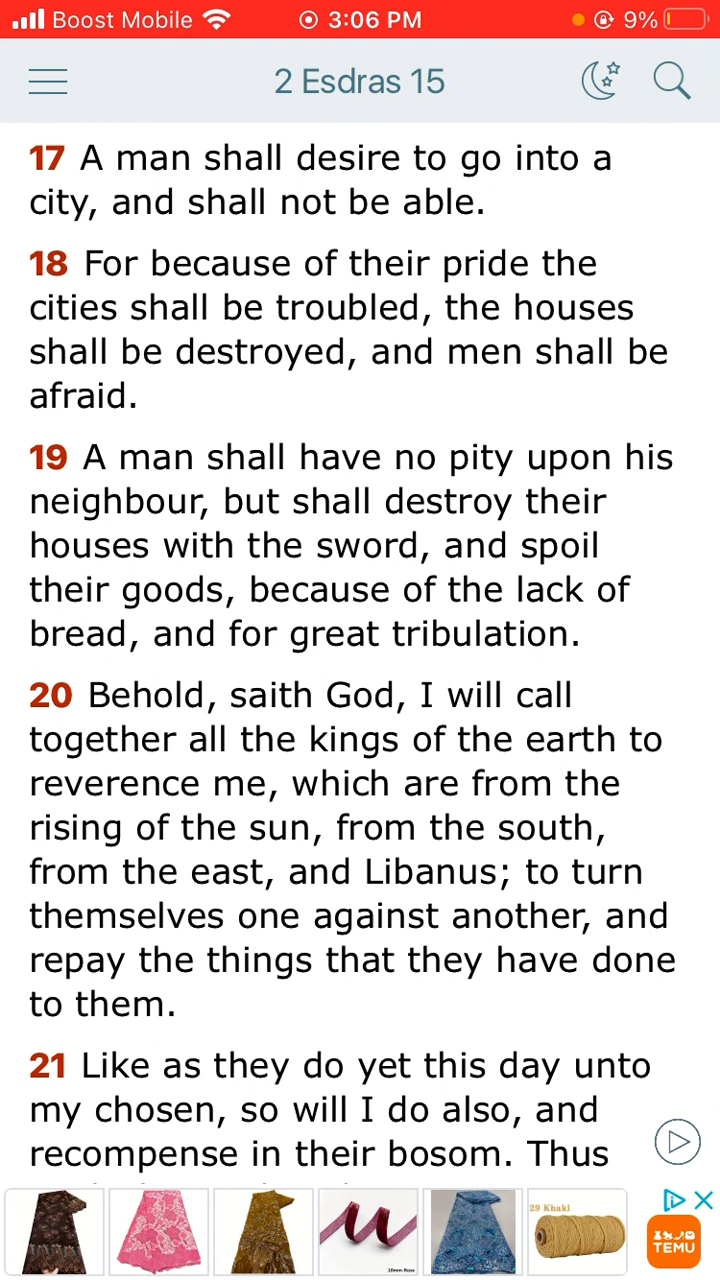 Boost Mobile 3:06 PM 9%
2 Esdras 15
17 A man shall desire to go into a
city, and shall not be able.
18 For because of their pride the
cities shall be troubled, the houses
shall be destroyed, and men shall be
afraid.
19 A man shall have no pity upon his
neighbour, but shall destroy their
houses with the sword, and spoil
their goods, because of the lack of
bread, and for great tribulation.
20 Behold, saith God, I will call
together all the kings of the earth to
reverence me, which are from the
rising of the sun, from the south,
from the east, and Libanus; to turn
themselves one against another, and
repay the things that they have done
to them.
21 Like as they do yet this day unto
my chosen, so will I do also, and
recompense in their bosom. Thus
29 Khaki
TEMU